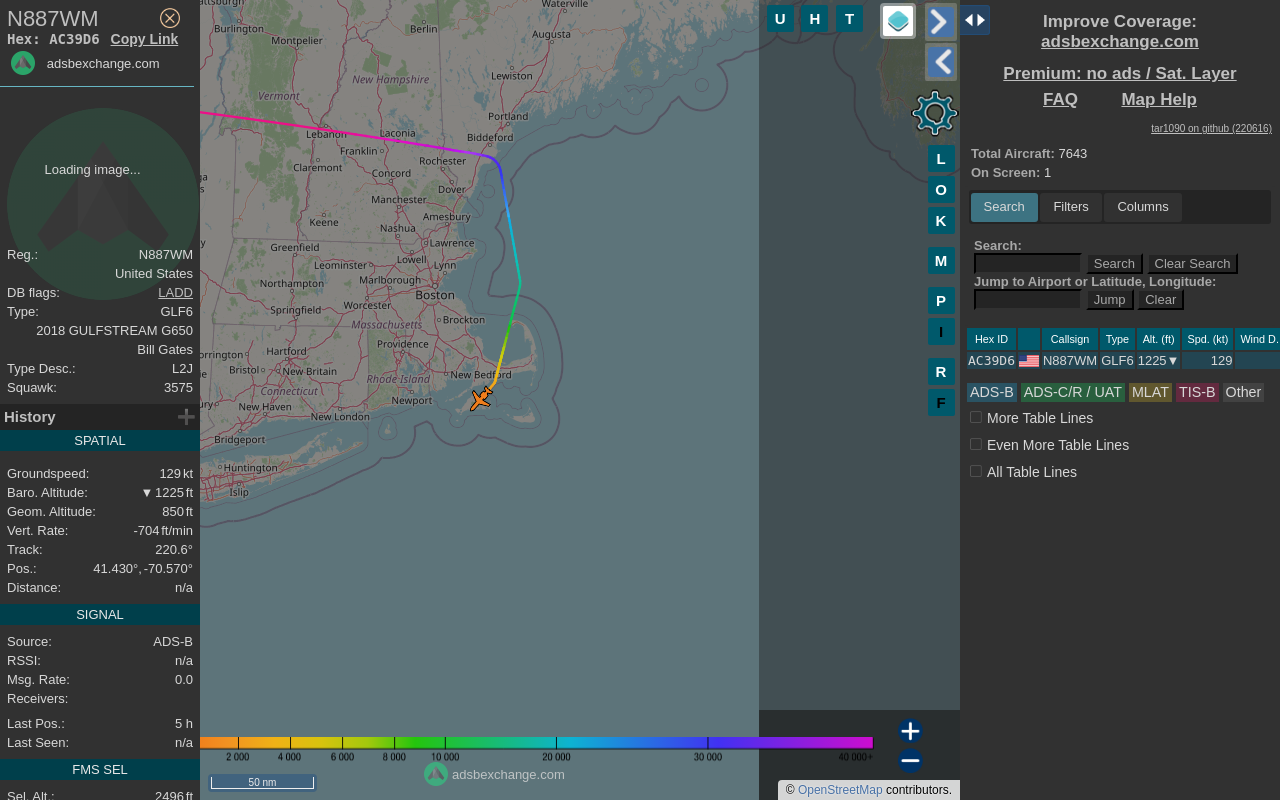 N887WM
Hex: AC39D6 Copy Link
adsbexchange.com
Loading image...
Reg.: N887WM
United States
DB flags: LADD
Type: GLF6
2018 GULFSTREAM G650
Bill Gates
Type Desc.: L2J
Squawk: 3575
History
SPATIAL
Groundspeed: 129 kt
Baro. Altitude: ▼ 1225 ft
Geom. Altitude: 850 ft
Vert. Rate: -704 ft/min
Track: 220.6°
Pos.: 41.430°, -70.570°
Distance: n/a
SIGNAL
Source: ADS-B
RSSI: n/a
Msg. Rate: 0.0
Receivers:
Last Pos.: 5 h
Last Seen: n/a
FMS SEL
Sel. Alt.: 2496 ft
Waterville
Burlington
Berlin
Montpelier
Augusta
Lewiston
New Hampshire
Vermont
Portland
Lebanon
Laconia
Biddeford
Franklin
Rochester
Claremont
Concord
Dover
Manchester
Amesbury
Keene
Nashua
Lawrence
Greenfield
Lowell
Leominster
Lynn
Northampton
Marlborough
Boston
Worcester
Springfield
Brockton
Massachusetts
Providence
Hartford
Torrington
Bristol
New Britain
Rhode Island
New Bedford
Connecticut
Newport
New Haven
New London
Bridgeport
Huntington
Islip
U H T
L
O
K
M
P
I
R
F
2 000 4 000 6 000 8 000 10 000 20 000 30 000 40 000+
adsbexchange.com
50 nm
© OpenStreetMap contributors.
Improve Coverage:
adsbexchange.com
Premium: no ads / Sat. Layer
FAQ Map Help
tar1090 on github (220616)
Total Aircraft: 7643
On Screen: 1
Search Filters Columns
Search:
Search Clear Search
Jump to Airport or Latitude, Longitude:
Jump Clear
Hex ID Callsign Type Alt. (ft) Spd. (kt) Wind D.
AC39D6 N887WM GLF6 1225▼ 129
ADS-B ADS-C/R / UAT MLAT TIS-B Other
More Table Lines
Even More Table Lines
All Table Lines